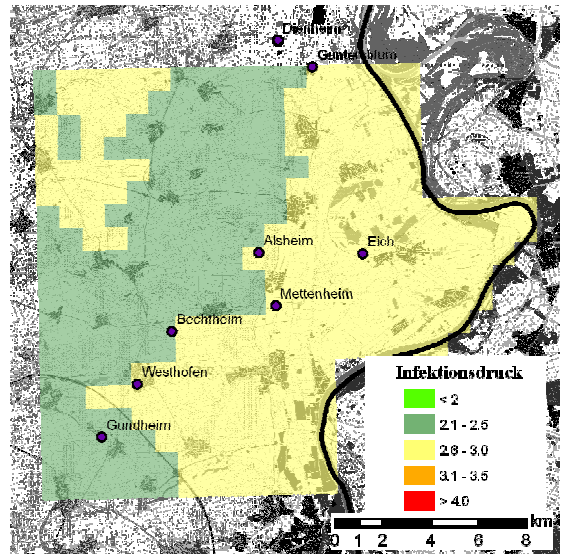 Dienheim
Guntersblum
Alsheim
Eich
Mettenheim
Bechtheim
Westhofen
Gundheim
Infektionsdruck
< 2
2.1 - 2.5
2.6 - 3.0
3.1 - 3.5
> 4.0
km
0 1 2 4 6 8